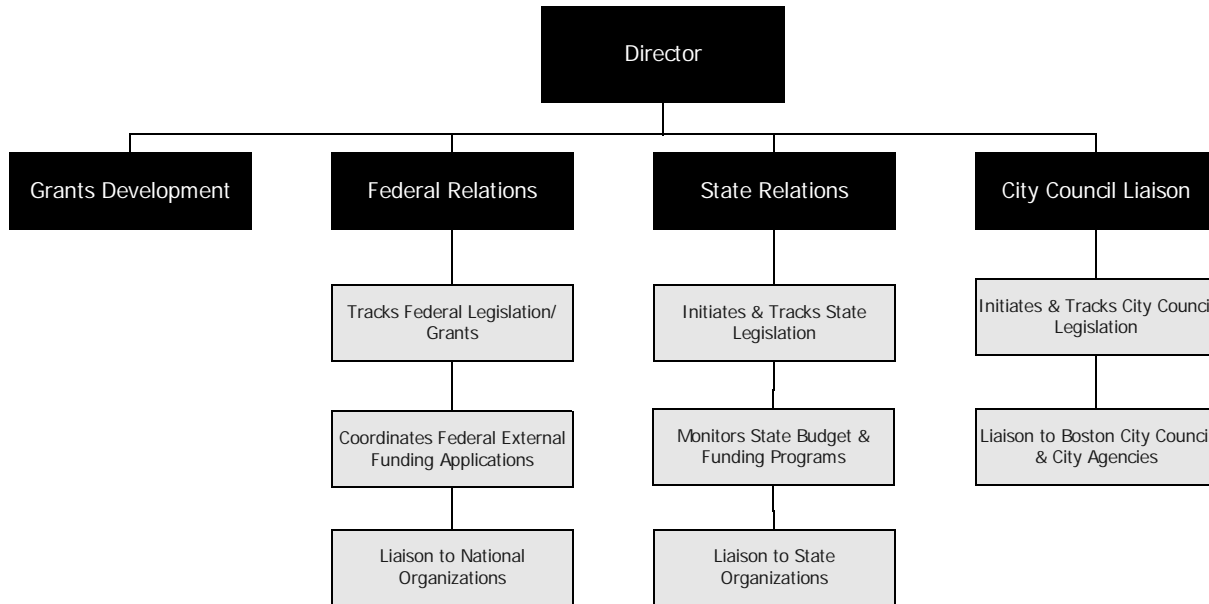 Director
Grants Development
Federal Relations
State Relations
City Council Liaison
Tracks Federal Legislation/
Grants
Initiates & Tracks State
Legislation
Initiates & Tracks City Counci
Legislation
Coordinates Federal External
Funding Applications
Monitors State Budget &
Funding Programs
Liaison to Boston City Counci
& City Agencies
Liaison to National
Organizations
Liaison to State
Organizations